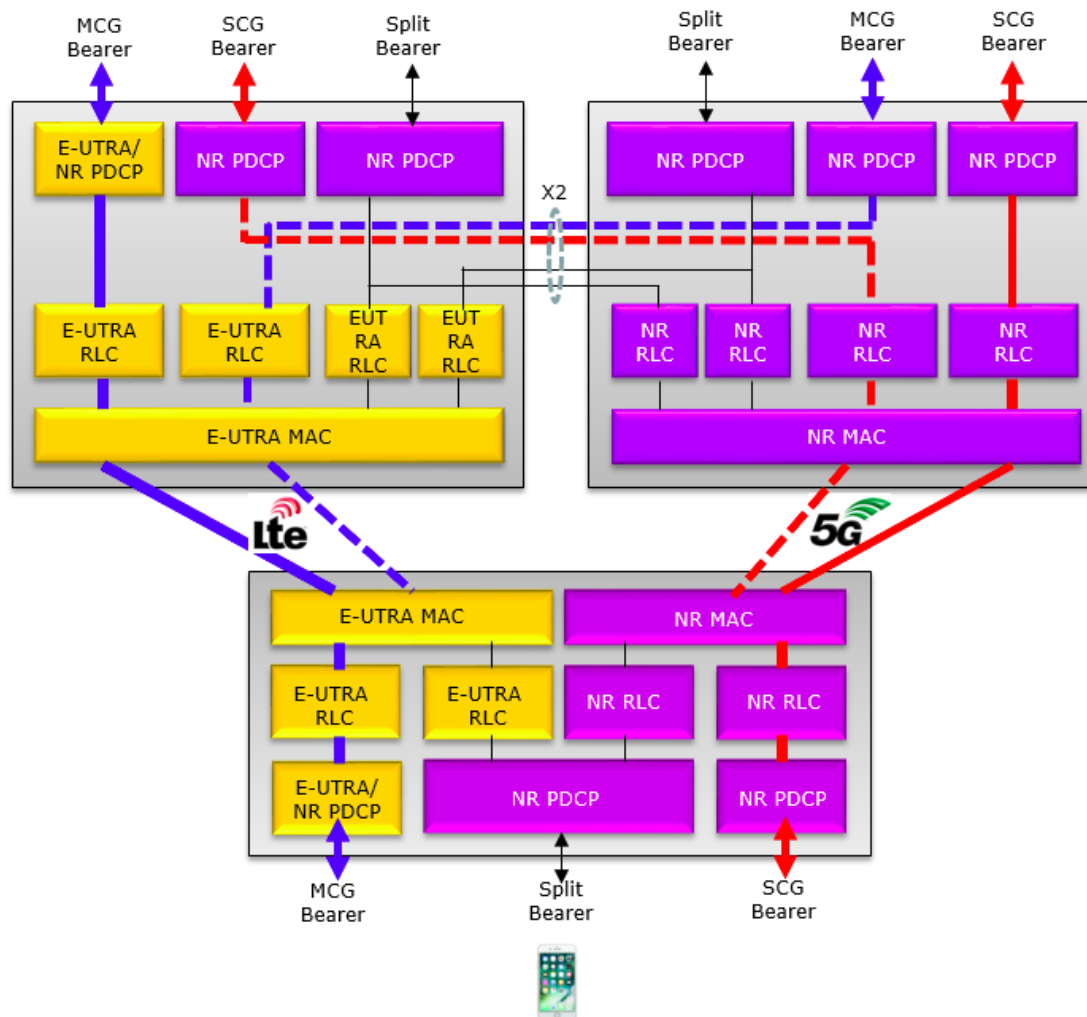 MCG
Bearer
SCG
Bearer
Split
Bearer
Split
Bearer
MCG
Bearer
SCG
Bearer
E-UTRA/
NR PDCP
NR PDCP
NR PDCP
NR PDCP
NR PDCP
NR PDCP
X2
E-UTRA
RLC
E-UTRA
RLC
EUT
RA
RLC
EUT
RA
RLC
NR
RLC
NR
RLC
NR
RLC
NR
RLC
E-UTRA MAC
NR MAC
Lte
5G
E-UTRA MAC
NR MAC
E-UTRA
RLC
E-UTRA
RLC
NR RLC
NR RLC
E-UTRA/
NR PDCP
NR PDCP
NR PDCP
MCG
Bearer
Split
Bearer
SCG
Bearer